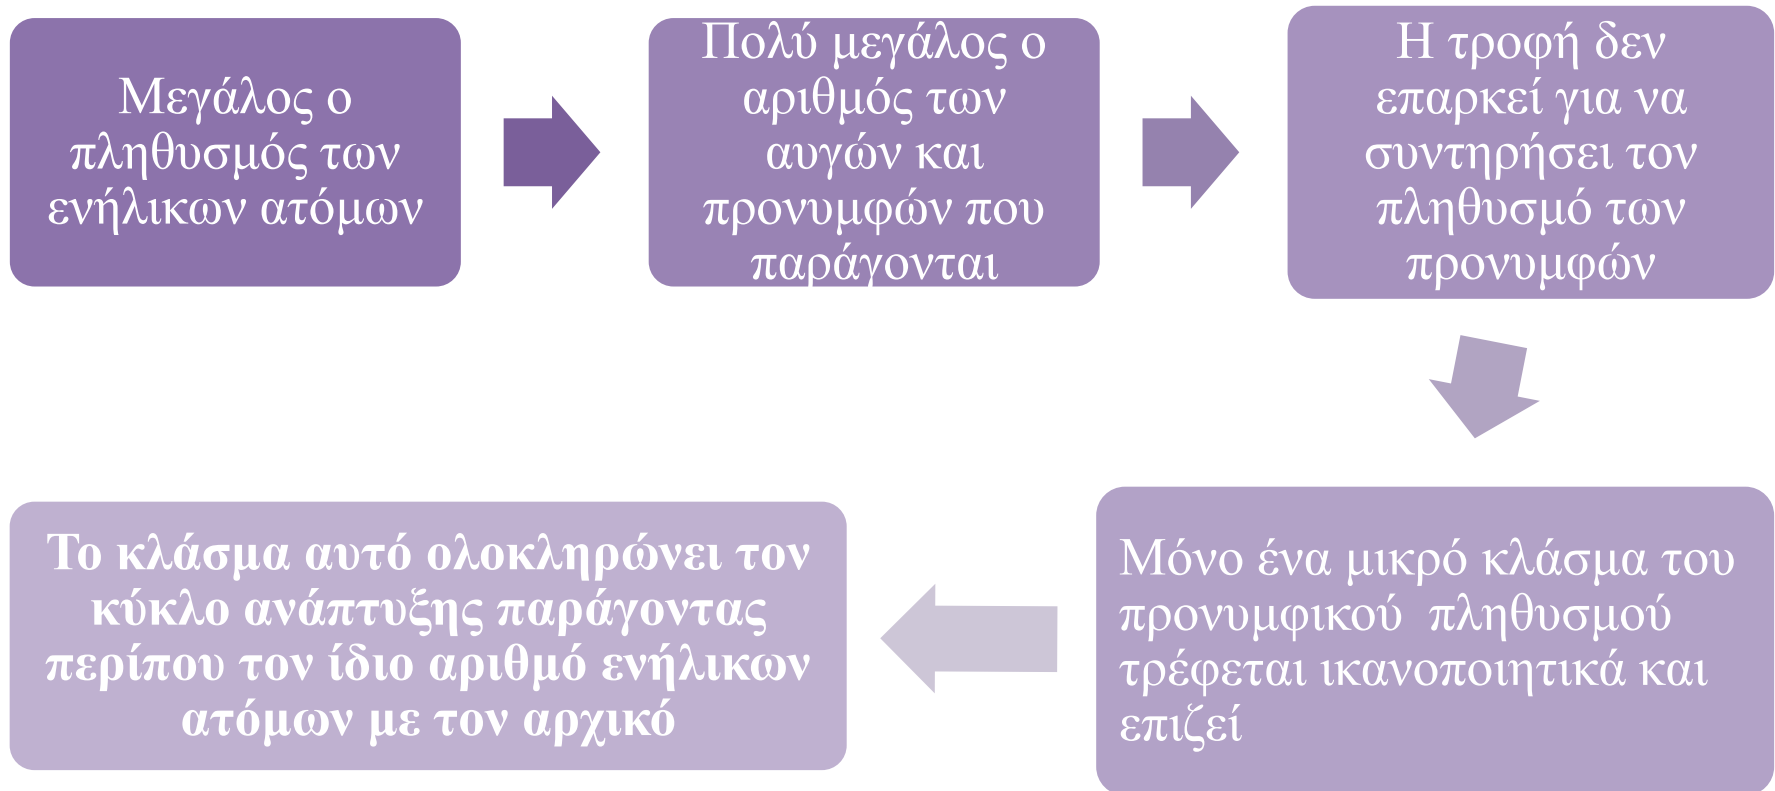 Μεγάλος ο
πληθυσμός των
ενήλικων ατόμων
Πολύ μεγάλος ο
αριθμός των
αυγών και
προνυμφών που
παράγονται
Η τροφή δεν
επαρκεί για να
συντηρήσει τον
πληθυσμό των
προνυμφών
Μόνο ένα μικρό κλάσμα του
προνυμφικού πληθυσμού
τρέφεται ικανοποιητικά και
επιζεί
Το κλάσμα αυτό ολοκληρώνει τον
κύκλο ανάπτυξης παράγοντας
περίπου τον ίδιο αριθμό ενήλικων
ατόμων με τον αρχικό